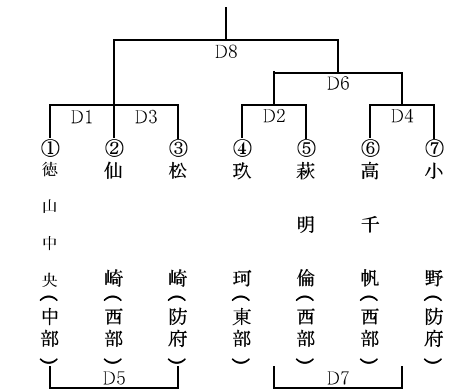 D8
D6
D1
D3
D2
D4
①徳山中央(中部)
②仙崎(西部)
③松崎(防府)
④玖珂(東部)
⑤萩明倫(西部)
⑥高千帆(西部)
⑦小野(防府)
D5
D7